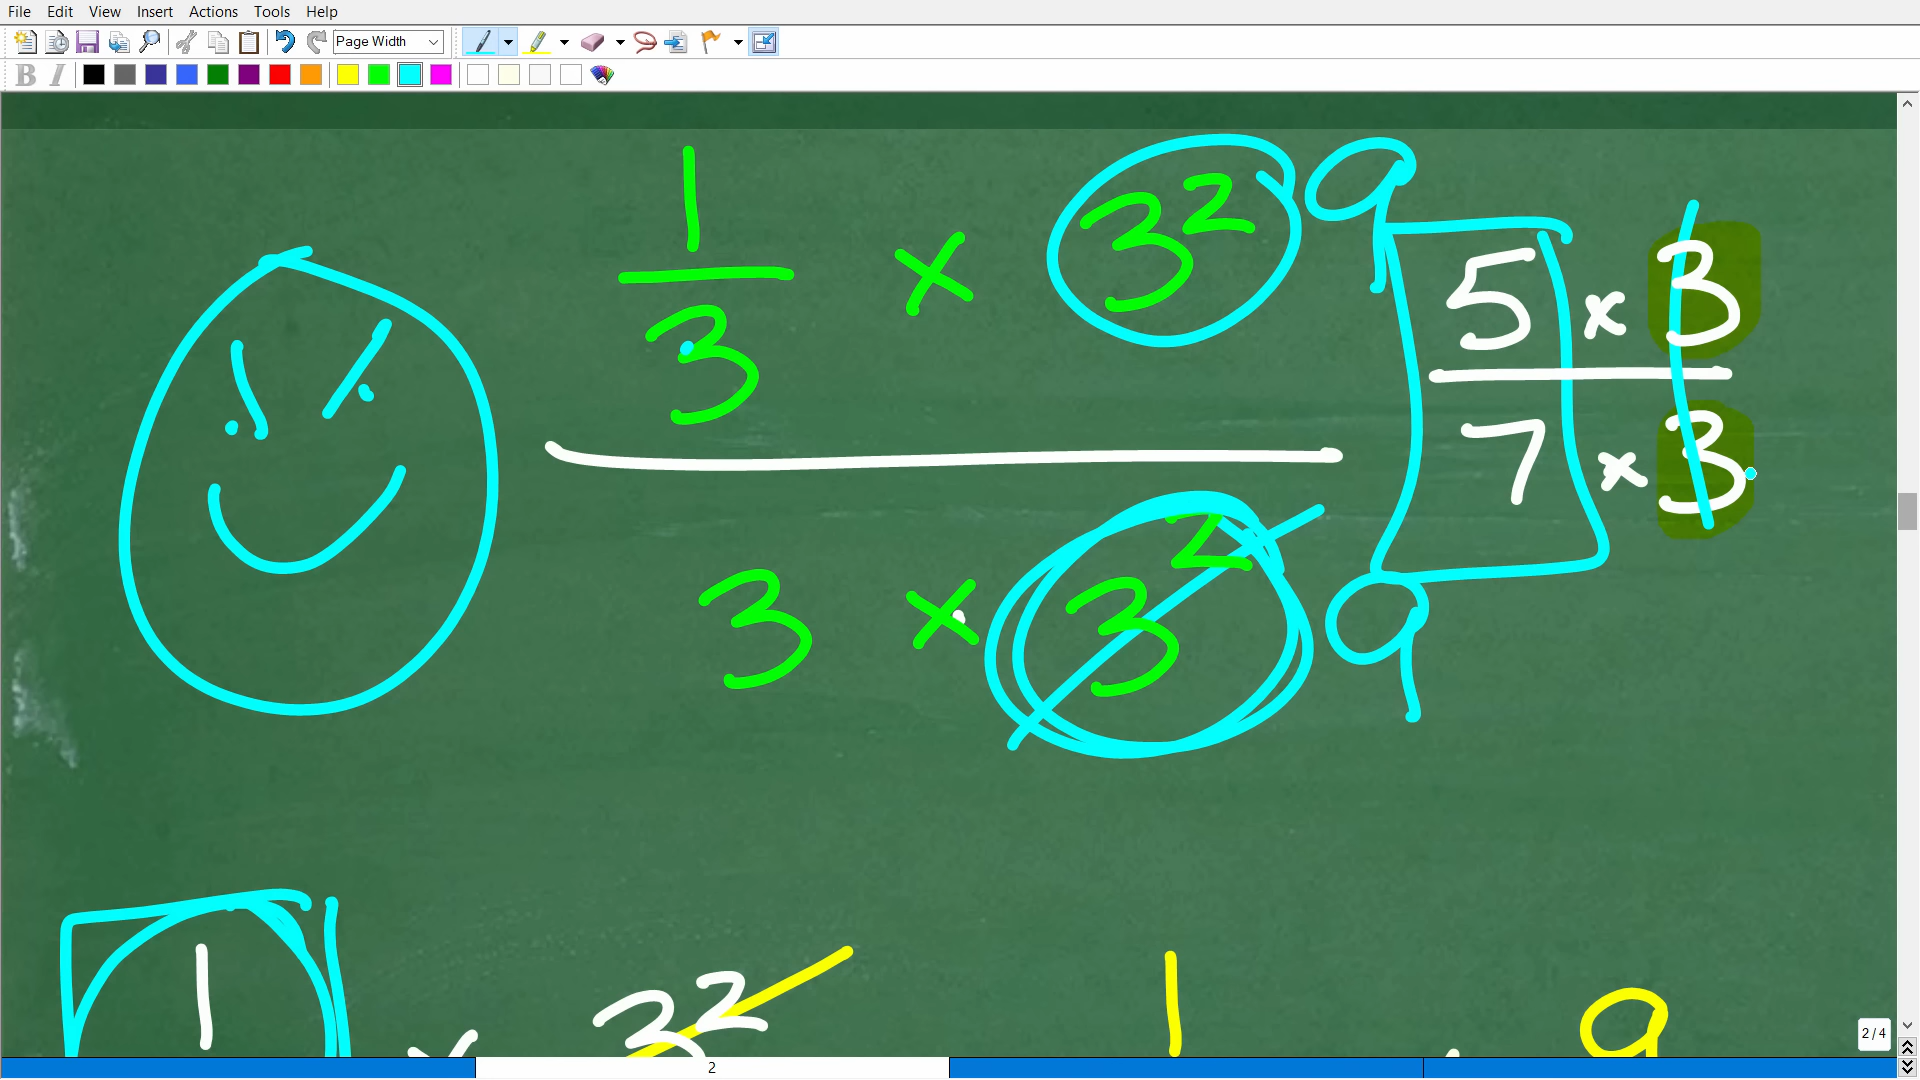 File Edit View Insert Actions Tools Help
Page Width
B I
1 × 3² 9
3
5 × 3
7 × 3
3 × 3² 9
1 × 3² 1 9
2
2 / 4